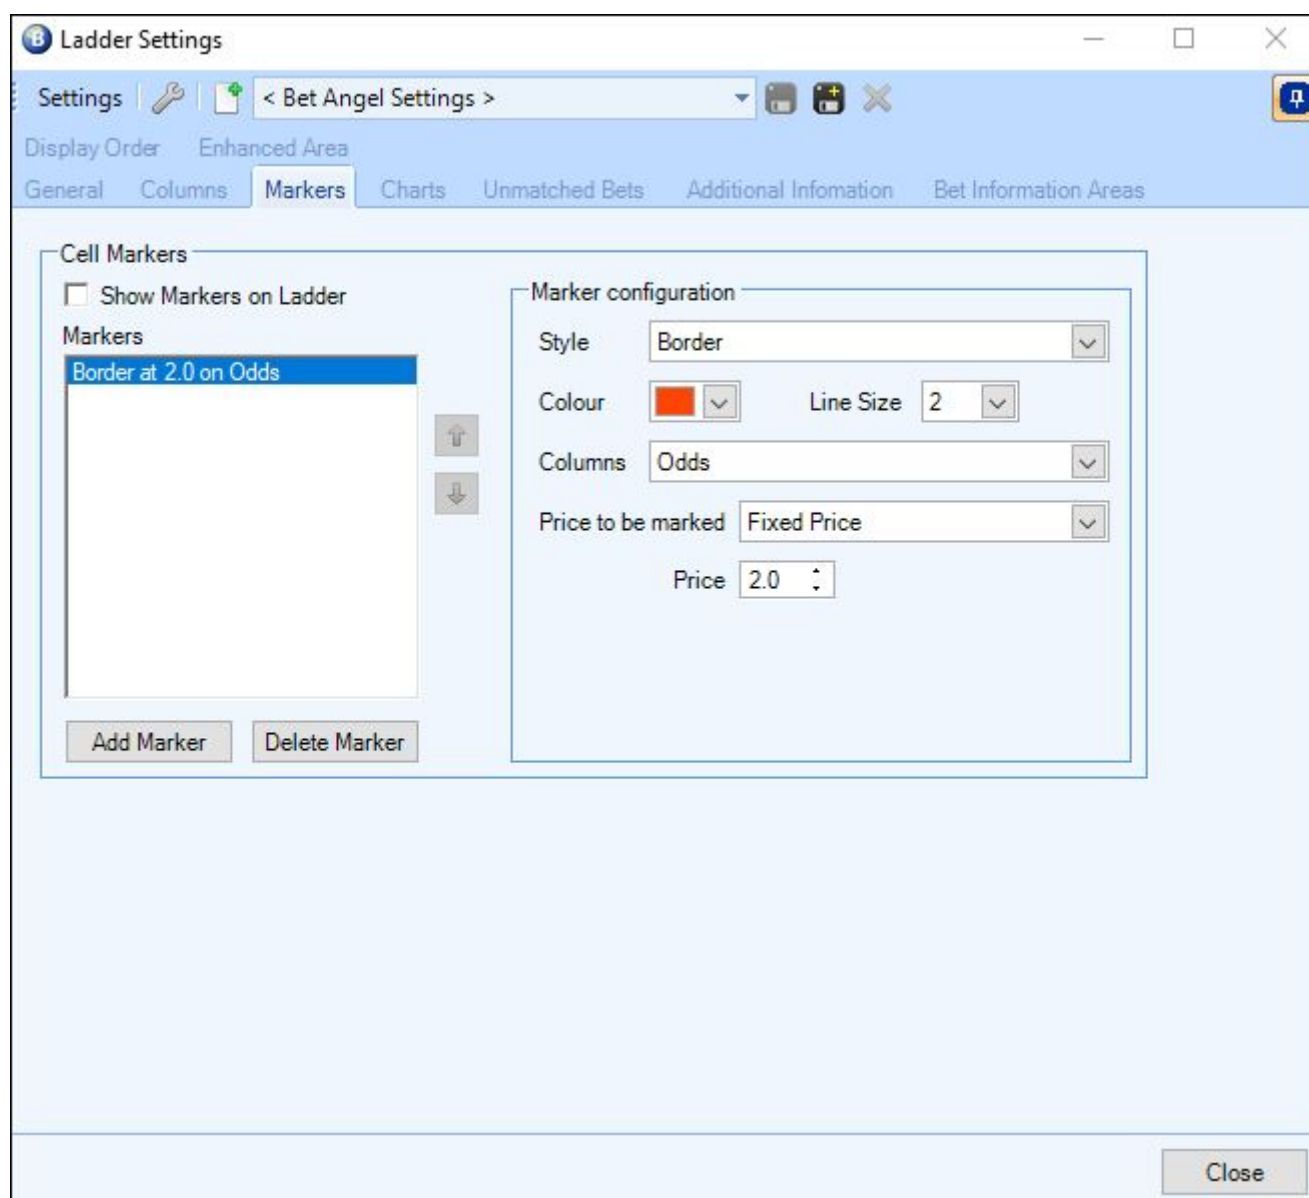 Ladder Settings
Settings < Bet Angel Settings >
Display Order Enhanced Area
General Columns Markers Charts Unmatched Bets Additional Infomation Bet Information Areas
Cell Markers
Show Markers on Ladder
Marker configuration
Markers
Style Border
Border at 2.0 on Odds
Colour Line Size 2
Columns Odds
Price to be marked Fixed Price
Price 2.0
Add Marker Delete Marker
Close